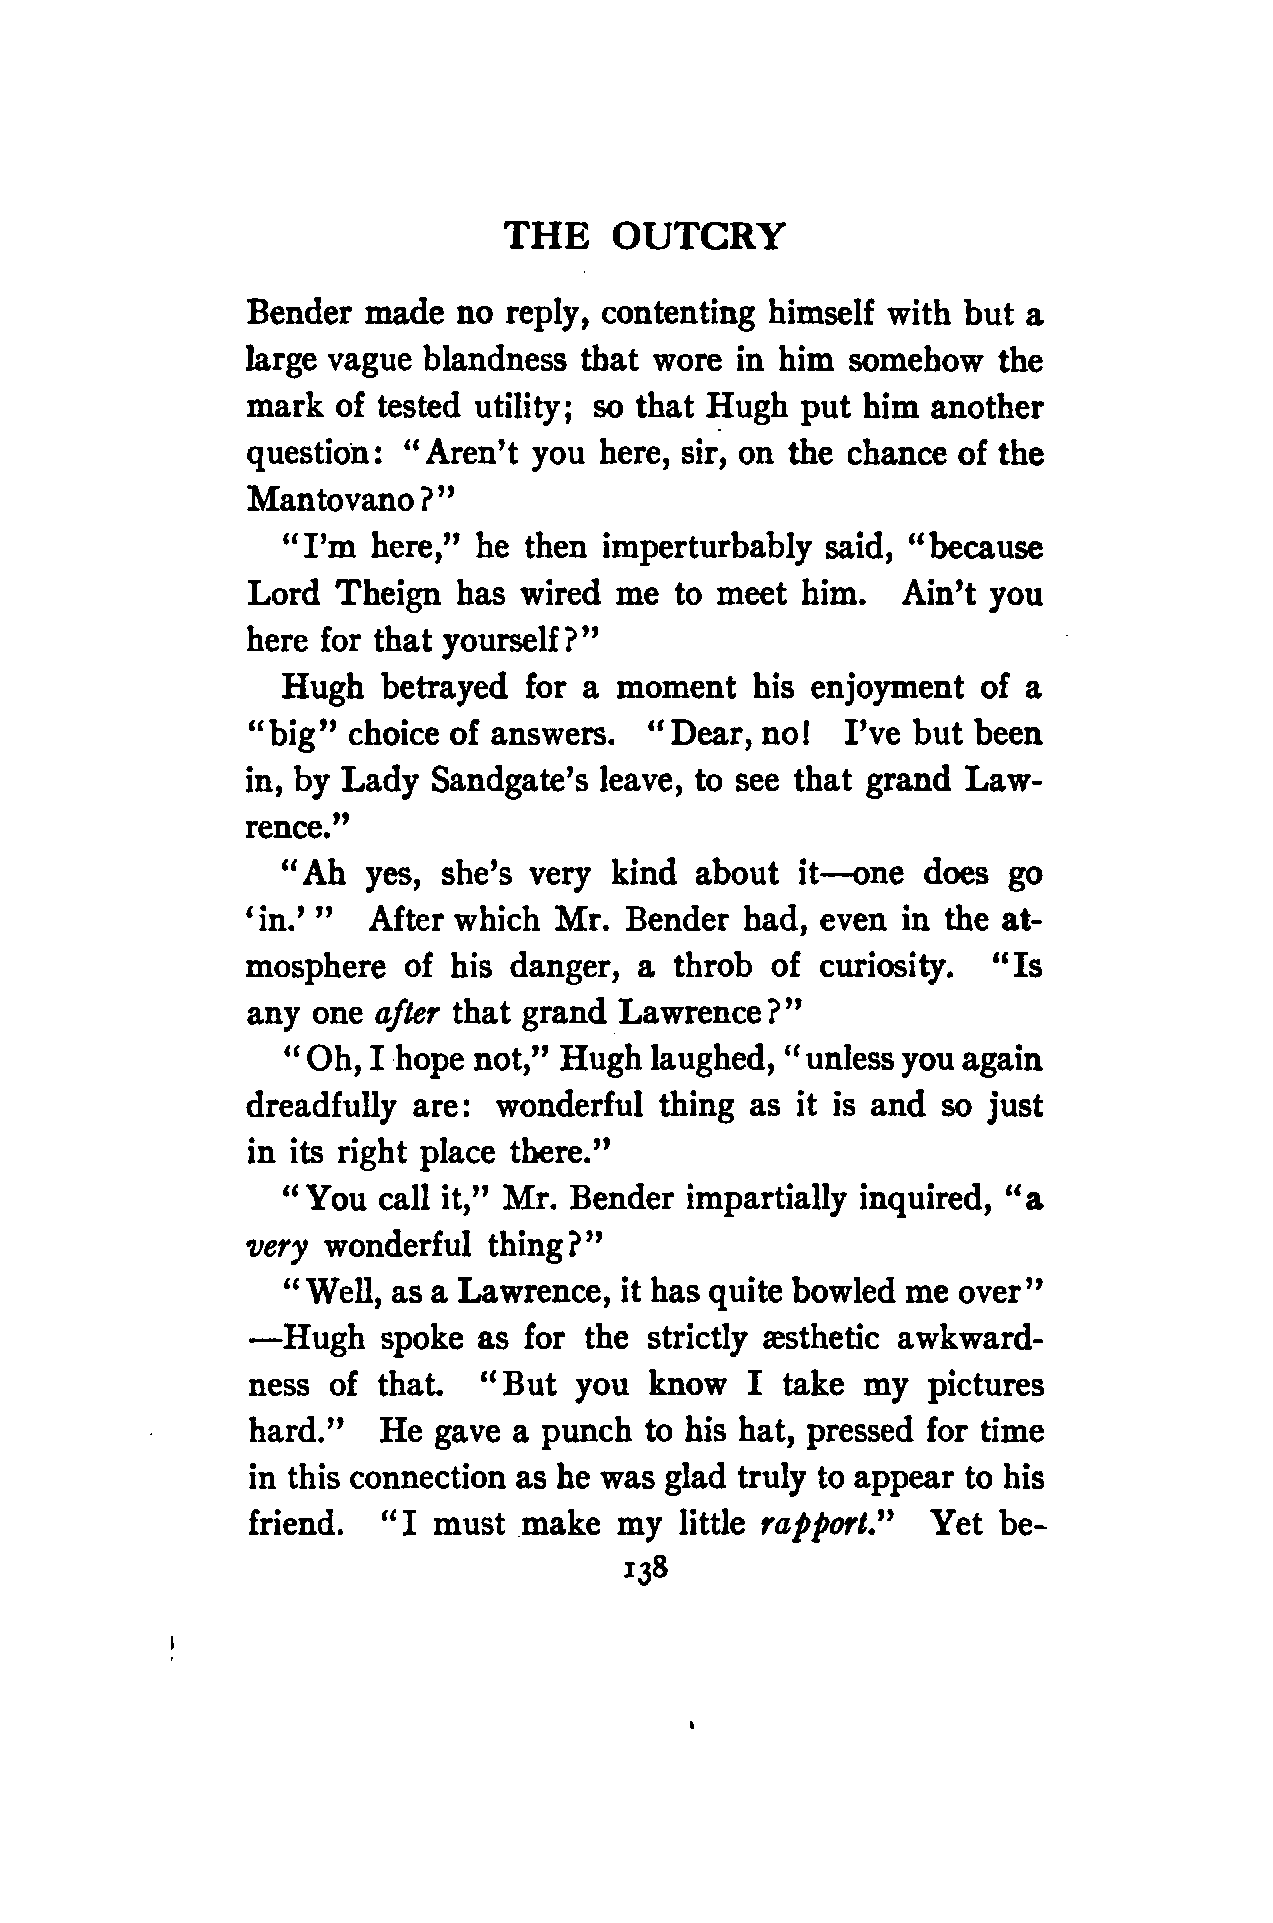 THE OUTCRY
Bender made no reply, contenting himself with but a
large vague blandness that wore in him somehow the
mark of tested utility; so that Hugh put him another
question: "Aren't you here, sir, on the chance of the
Mantovano?"
"I'm here," he then imperturbably said, "because
Lord Theign has wired me to meet him. Ain't you
here for that yourself?"
Hugh betrayed for a moment his enjoyment of a
"big" choice of answers. "Dear, no! I've but been
in, by Lady Sandgate's leave, to see that grand Law-
rence."
"Ah yes, she's very kind about it—one does go
'in.'" After which Mr. Bender had, even in the at-
mosphere of his danger, a throb of curiosity. "Is
any one after that grand Lawrence?"
"Oh, I hope not," Hugh laughed, "unless you again
dreadfully are: wonderful thing as it is and so just
in its right place there."
"You call it," Mr. Bender impartially inquired, "a
very wonderful thing?"
"Well, as a Lawrence, it has quite bowled me over"
—Hugh spoke as for the strictly æsthetic awkward-
ness of that. "But you know I take my pictures
hard." He gave a punch to his hat, pressed for time
in this connection as he was glad truly to appear to his
friend. "I must make my little rapport." Yet be-
138